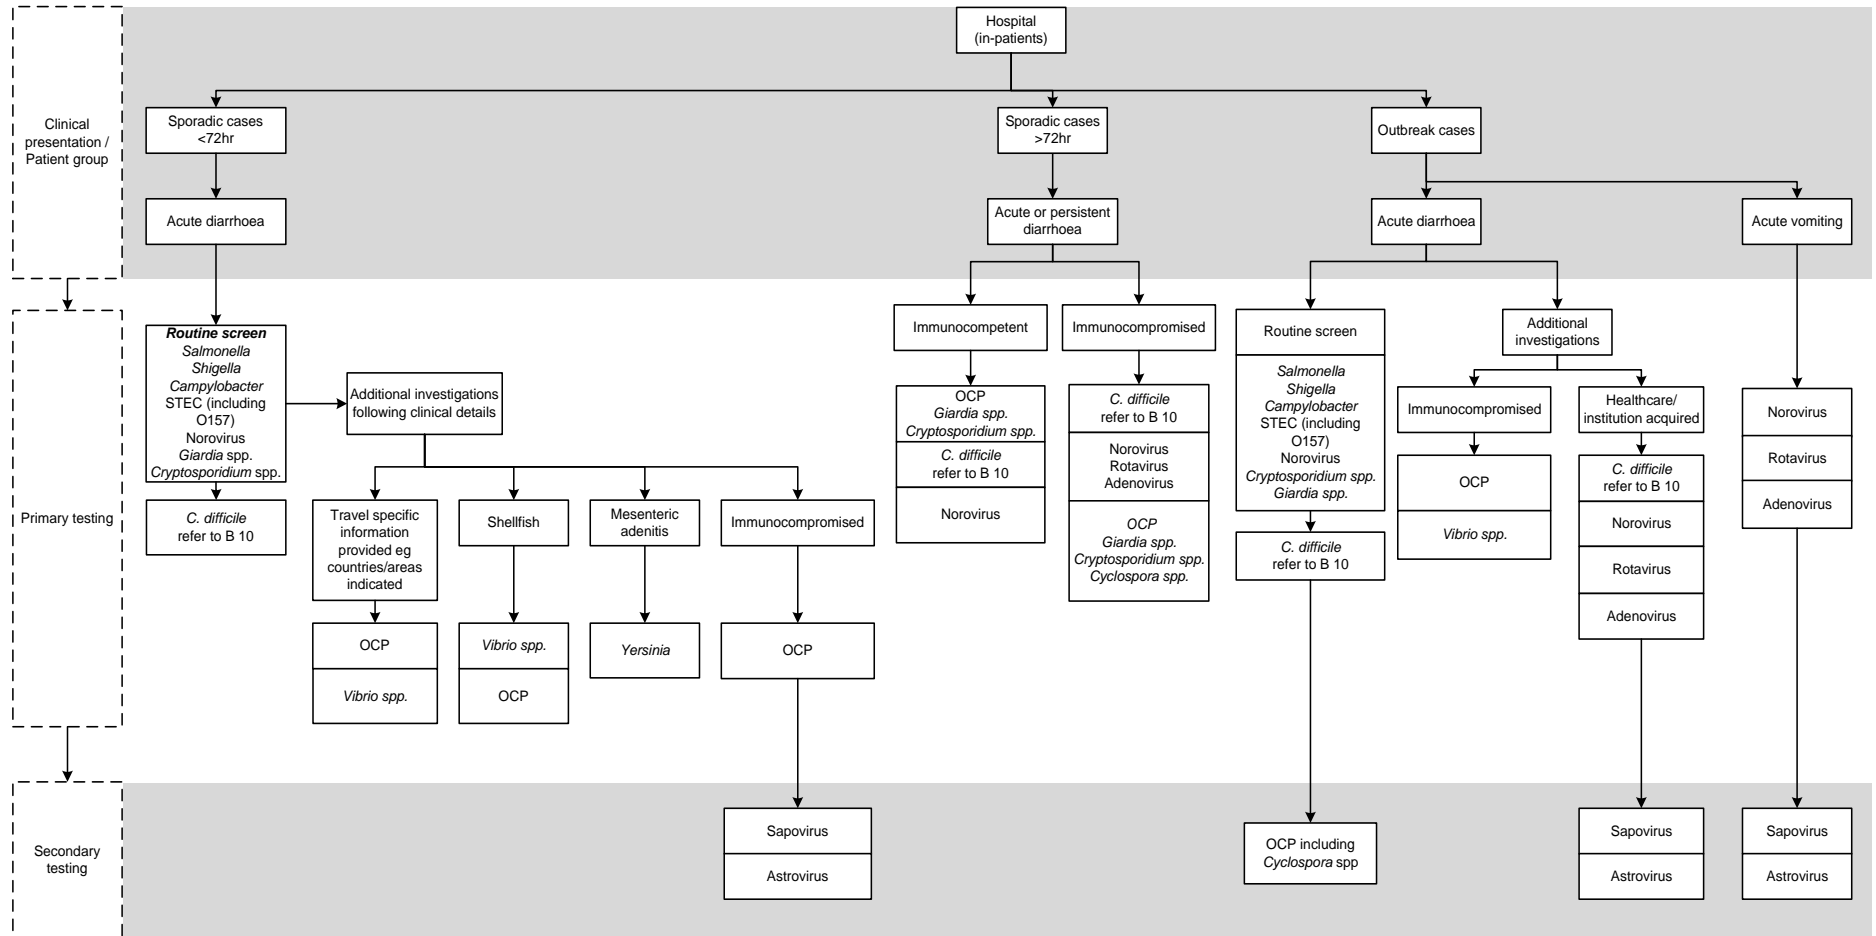 Hospital
(in-patients)
Clinical
presentation /
Patient group
Sporadic cases
<72hr
Sporadic cases
>72hr
Outbreak cases
Acute diarrhoea
Acute or persistent
diarrhoea
Acute diarrhoea
Acute vomiting
Primary testing
Routine screen
Salmonella
Shigella
Campylobacter
STEC (including
O157)
Norovirus
Giardia spp.
Cryptosporidium spp.
C. difficile
refer to B 10
Additional investigations
following clinical details
Travel specific
information
provided eg
countries/areas
indicated
OCP
Vibrio spp.
Shellfish
Vibrio spp.
OCP
Mesenteric
adenitis
Yersinia
Immunocompromised
OCP
Immunocompetent
OCP
Giardia spp.
Cryptosporidium spp.
C. difficile
refer to B 10
Norovirus
Immunocompromised
C. difficile
refer to B 10
Norovirus
Rotavirus
Adenovirus
OCP
Giardia spp.
Cryptosporidium spp.
Cyclospora spp.
Routine screen
Salmonella
Shigella
Campylobacter
STEC (including
O157)
Norovirus
Cryptosporidium spp.
Giardia spp.
C. difficile
refer to B 10
Additional
investigations
Immunocompromised
OCP
Vibrio spp.
Healthcare/
institution acquired
C. difficile
refer to B 10
Norovirus
Rotavirus
Adenovirus
Norovirus
Rotavirus
Adenovirus
Secondary
testing
Sapovirus
Astrovirus
OCP including
Cyclospora spp
Sapovirus
Astrovirus
Sapovirus
Astrovirus